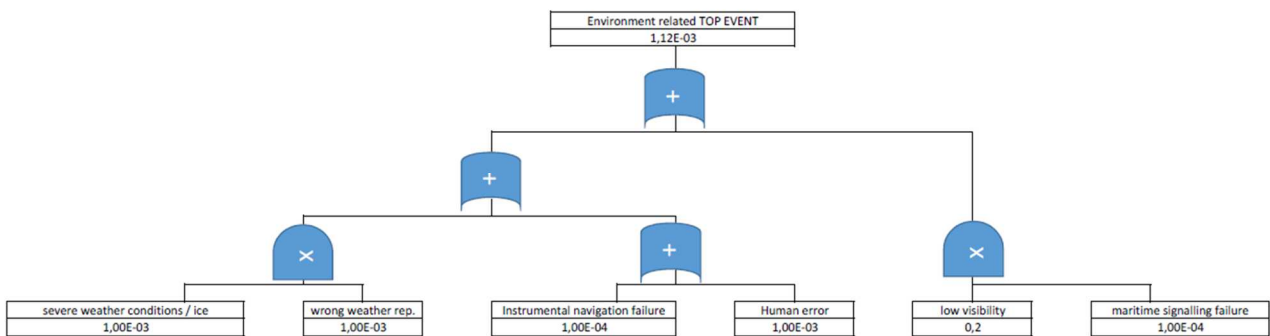 Environment related TOP EVENT
1,12E-03
+
+
×
+
×
severe weather conditions / ice
wrong weather rep.
Instrumental navigation failure
Human error
low visibility
maritime signalling failure
1,00E-03
1,00E-03
1,00E-04
1,00E-03
0,2
1,00E-04